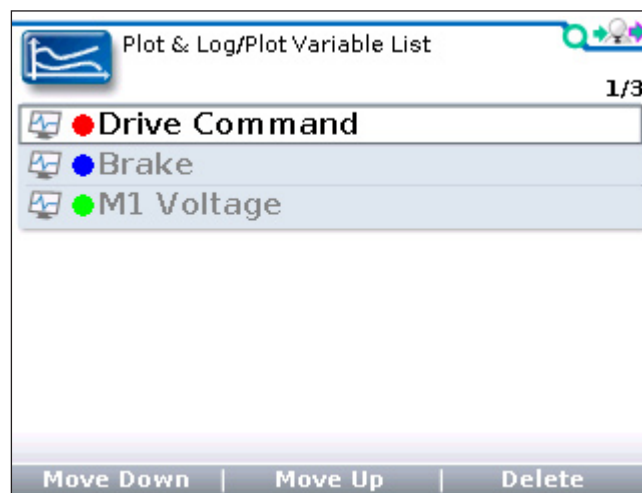 Plot & Log/Plot Variable List
1/3
Drive Command
Brake
M1 Voltage
Move Down | Move Up | Delete